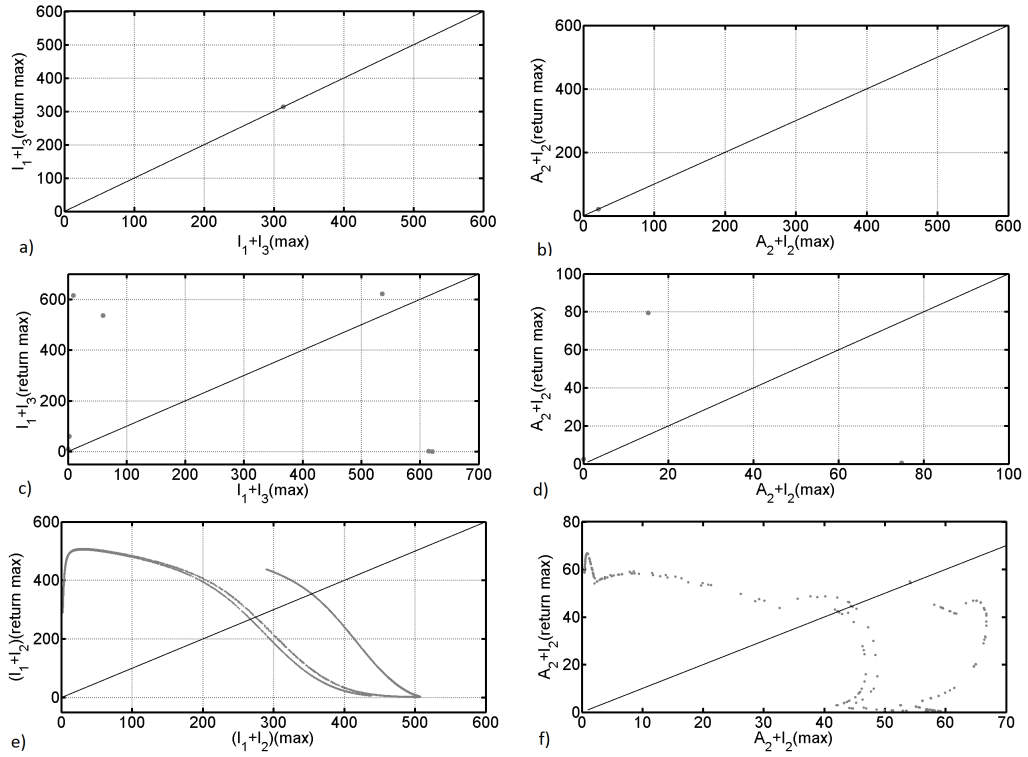 600
500
400
300
200
100
0
0 100 200 300 400 500 600
I1+I3(return max)
I1+I3(max)
a)
600
400
200
0
0 100 200 300 400 500 600
A2+I2(return max)
A2+I2(max)
b)
600
400
200
0
0 100 200 300 400 500 600 700
I1+I3(return max)
I1+I3(max)
c)
100
80
60
40
20
0
0 20 40 60 80 100
A2+I2(return max)
A2+I2(max)
d)
600
400
200
0
0 100 200 300 400 500 600
(I1+I2)(return max)
(I1+I2)(max)
e)
80
60
40
20
0
0 10 20 30 40 50 60 70
A2+I2(return max)
A2+I2(max)
f)